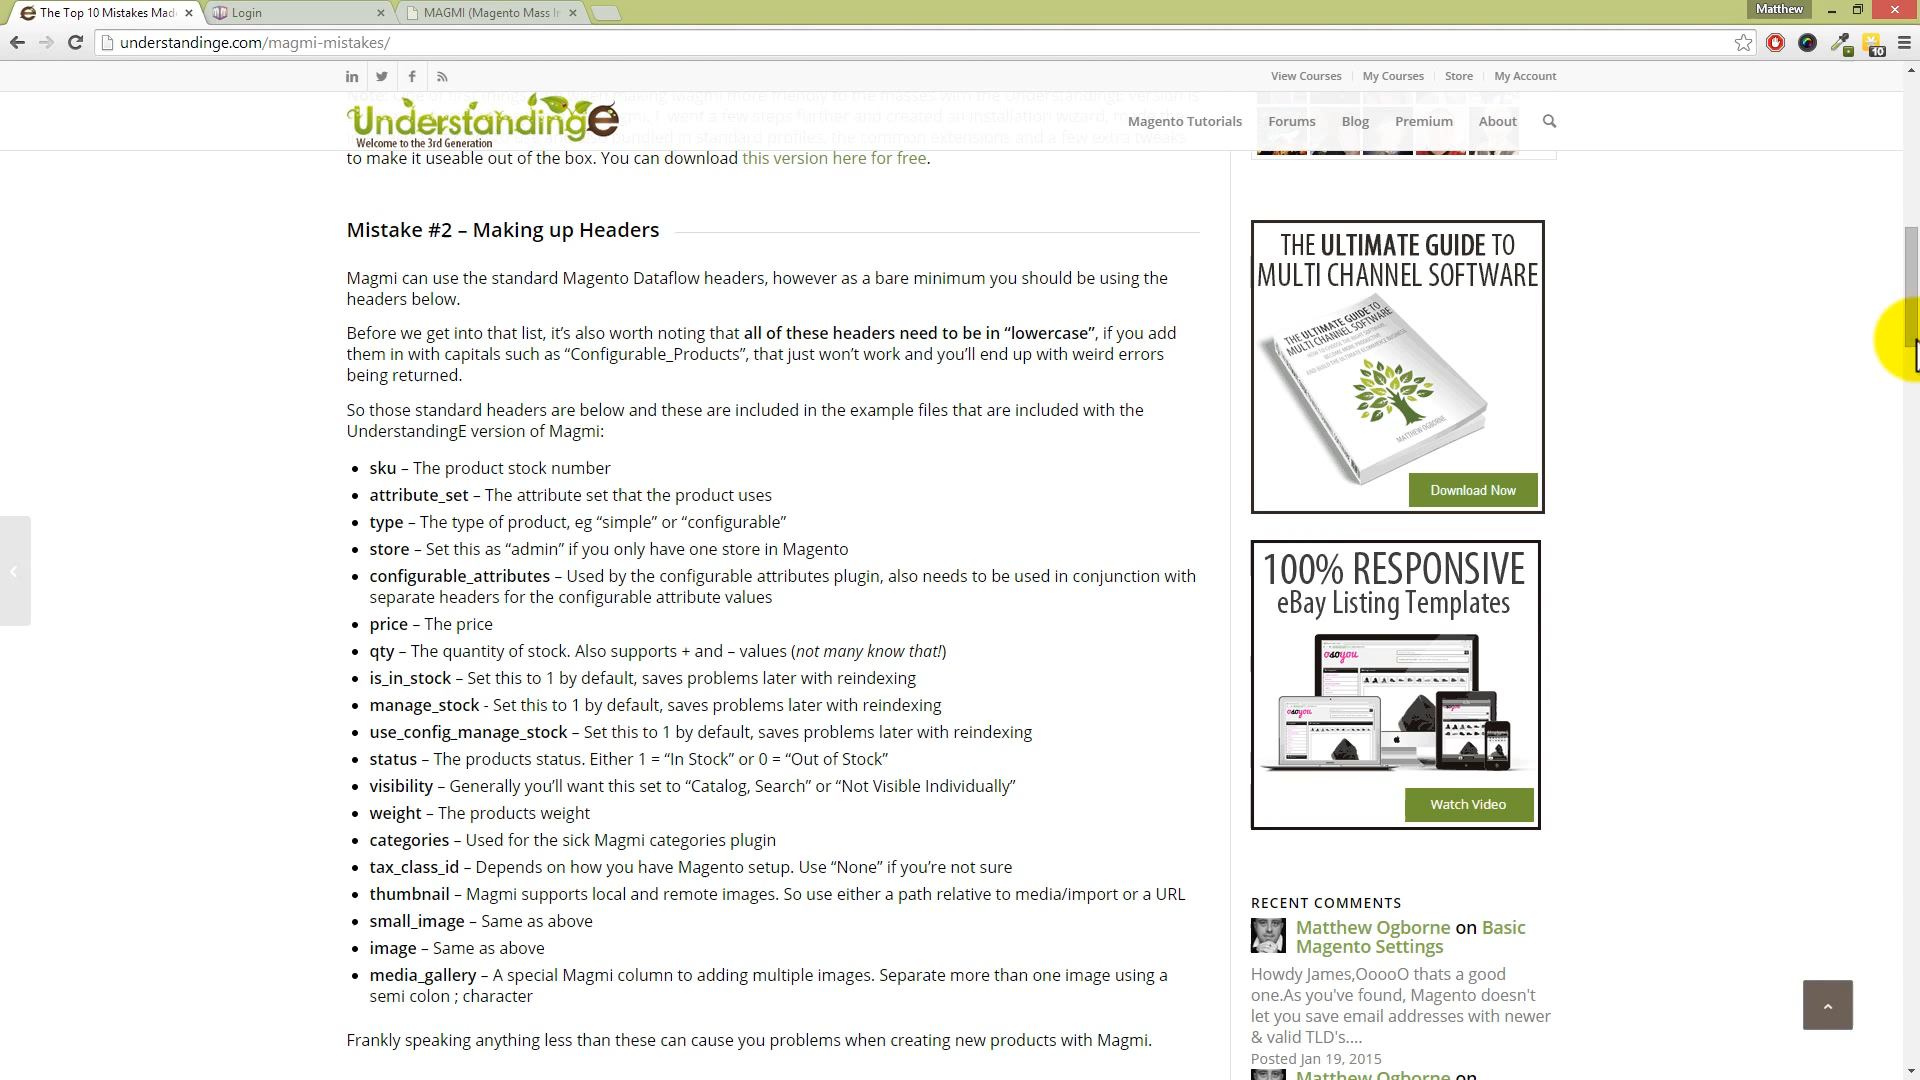 The Top 10 Mistakes Mad
Login
MAGMI (Magento Mass I
Matthew
understandinge.com/magmi-mistakes/
10
View Courses
My Courses
Store
My Account
UnderstandingE
Welcome to the 3rd Generation
Magento Tutorials
Forums
Blog
Premium
About
to make it useable out of the box. You can download this version here for free.
Mistake #2 – Making up Headers
Magmi can use the standard Magento Dataflow headers, however as a bare minimum you should be using the
headers below.
Before we get into that list, it’s also worth noting that all of these headers need to be in “lowercase”, if you add
them in with capitals such as “Configurable_Products”, that just won’t work and you’ll end up with weird errors
being returned.
So those standard headers are below and these are included in the example files that are included with the
UnderstandingE version of Magmi:
sku – The product stock number
attribute_set – The attribute set that the product uses
type – The type of product, eg “simple” or “configurable”
store – Set this as “admin” if you only have one store in Magento
configurable_attributes – Used by the configurable attributes plugin, also needs to be used in conjunction with
separate headers for the configurable attribute values
price – The price
qty – The quantity of stock. Also supports + and – values (not many know that!)
is_in_stock – Set this to 1 by default, saves problems later with reindexing
manage_stock - Set this to 1 by default, saves problems later with reindexing
use_config_manage_stock – Set this to 1 by default, saves problems later with reindexing
status – The products status. Either 1 = “In Stock” or 0 = “Out of Stock”
visibility – Generally you’ll want this set to “Catalog, Search” or “Not Visible Individually”
weight – The products weight
categories – Used for the sick Magmi categories plugin
tax_class_id – Depends on how you have Magento setup. Use “None” if you’re not sure
thumbnail – Magmi supports local and remote images. So use either a path relative to media/import or a URL
small_image – Same as above
image – Same as above
media_gallery – A special Magmi column to adding multiple images. Separate more than one image using a
semi colon ; character
Frankly speaking anything less than these can cause you problems when creating new products with Magmi.
THE ULTIMATE GUIDE TO
MULTI CHANNEL SOFTWARE
THE ULTIMATE GUIDE TO
MULTI CHANNEL SOFTWARE
MATTHEW OGBORNE
Download Now
100% RESPONSIVE
eBay Listing Templates
osoyou
osoyou
Watch Video
RECENT COMMENTS
Matthew Ogborne on Basic
Magento Settings
Howdy James,OoooO thats a good
one.As you've found, Magento doesn't
let you save email addresses with newer
& valid TLD's....
Posted Jan 19, 2015
Matthew Ogborne on